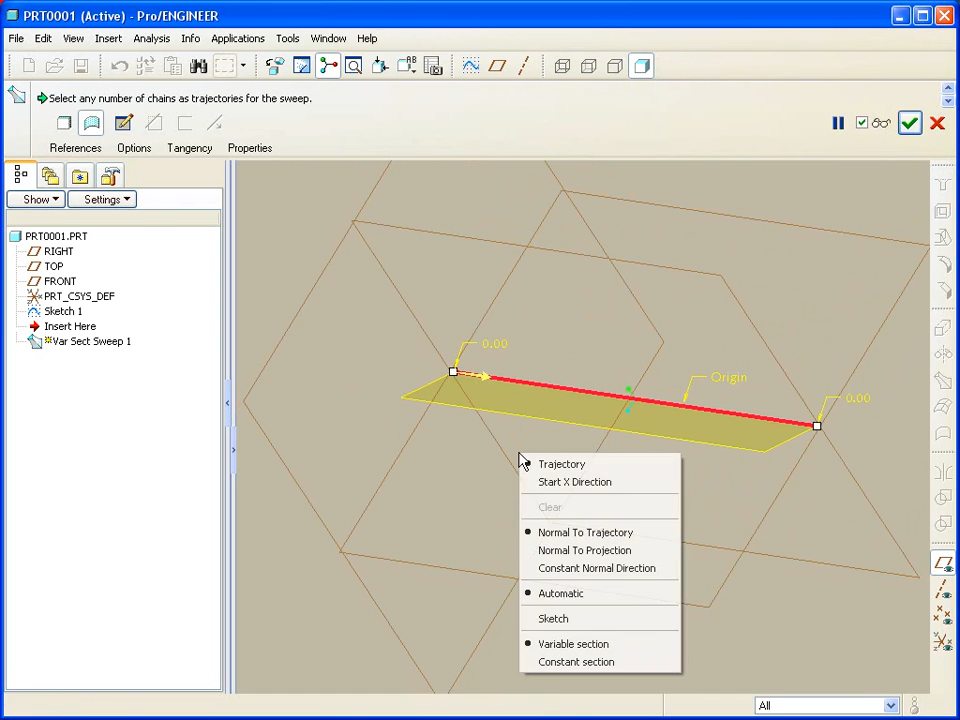 PRT0001 (Active) - Pro/ENGINEER
File Edit View Insert Analysis Info Applications Tools Window Help
Select any number of chains as trajectories for the sweep.
References Options Tangency Properties
Show Settings
PRT0001.PRT
RIGHT
TOP
FRONT
PRT_CSYS_DEF
Sketch 1
Insert Here
Var Sect Sweep 1
0.00
Origin
0.00
Trajectory
Start X Direction
Clear
Normal To Trajectory
Normal To Projection
Constant Normal Direction
Automatic
Sketch
Variable section
Constant section
All